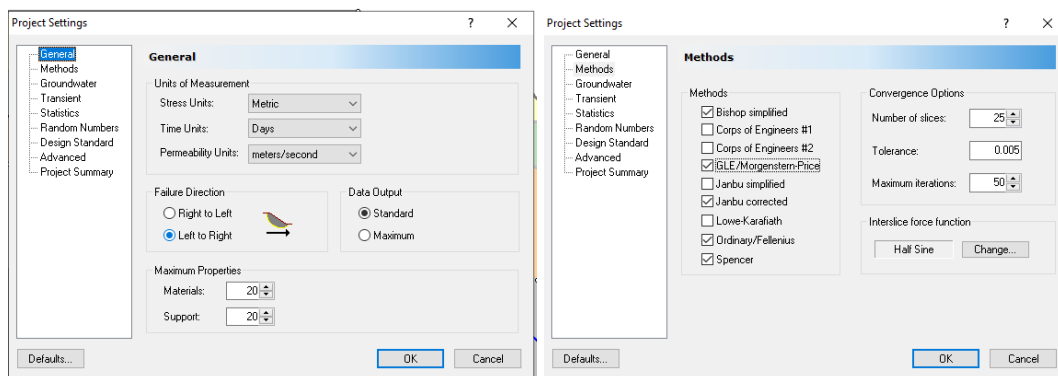 Project Settings
? ×
General
Methods
Groundwater
Transient
Statistics
Random Numbers
Design Standard
Advanced
Project Summary
General
Units of Measurement
Stress Units: Metric
Time Units: Days
Permeability Units: meters/second
Failure Direction
Right to Left
Left to Right
Data Output
Standard
Maximum
Maximum Properties
Materials: 20
Support: 20
Defaults...
OK
Cancel
Project Settings
? ×
General
Methods
Groundwater
Transient
Statistics
Random Numbers
Design Standard
Advanced
Project Summary
Methods
Methods
Bishop simplified
Corps of Engineers #1
Corps of Engineers #2
GLE/Morgenstern-Price
Janbu simplified
Janbu corrected
Lowe-Karafiath
Ordinary/Fellenius
Spencer
Convergence Options
Number of slices: 25
Tolerance: 0.005
Maximum iterations: 50
Interslice force function
Half Sine
Change...
Defaults...
OK
Cancel